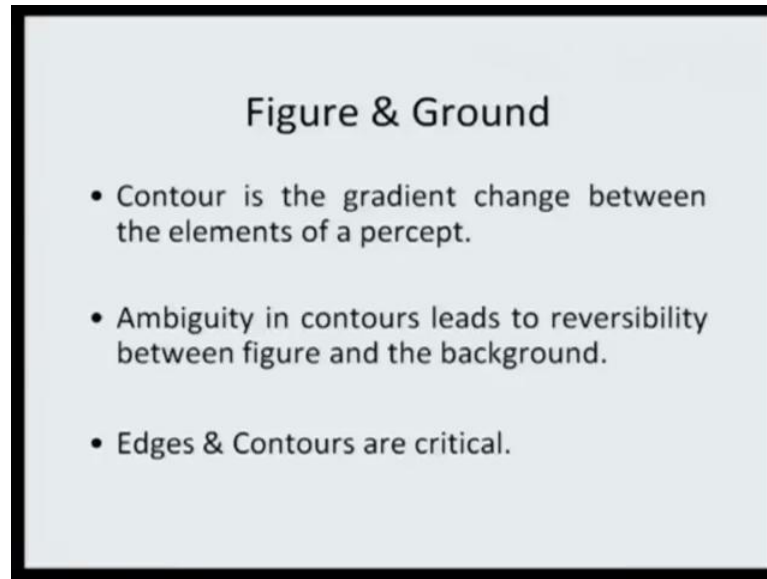 Figure & Ground
• Contour is the gradient change between
the elements of a percept.
• Ambiguity in contours leads to reversibility
between figure and the background.
• Edges & Contours are critical.